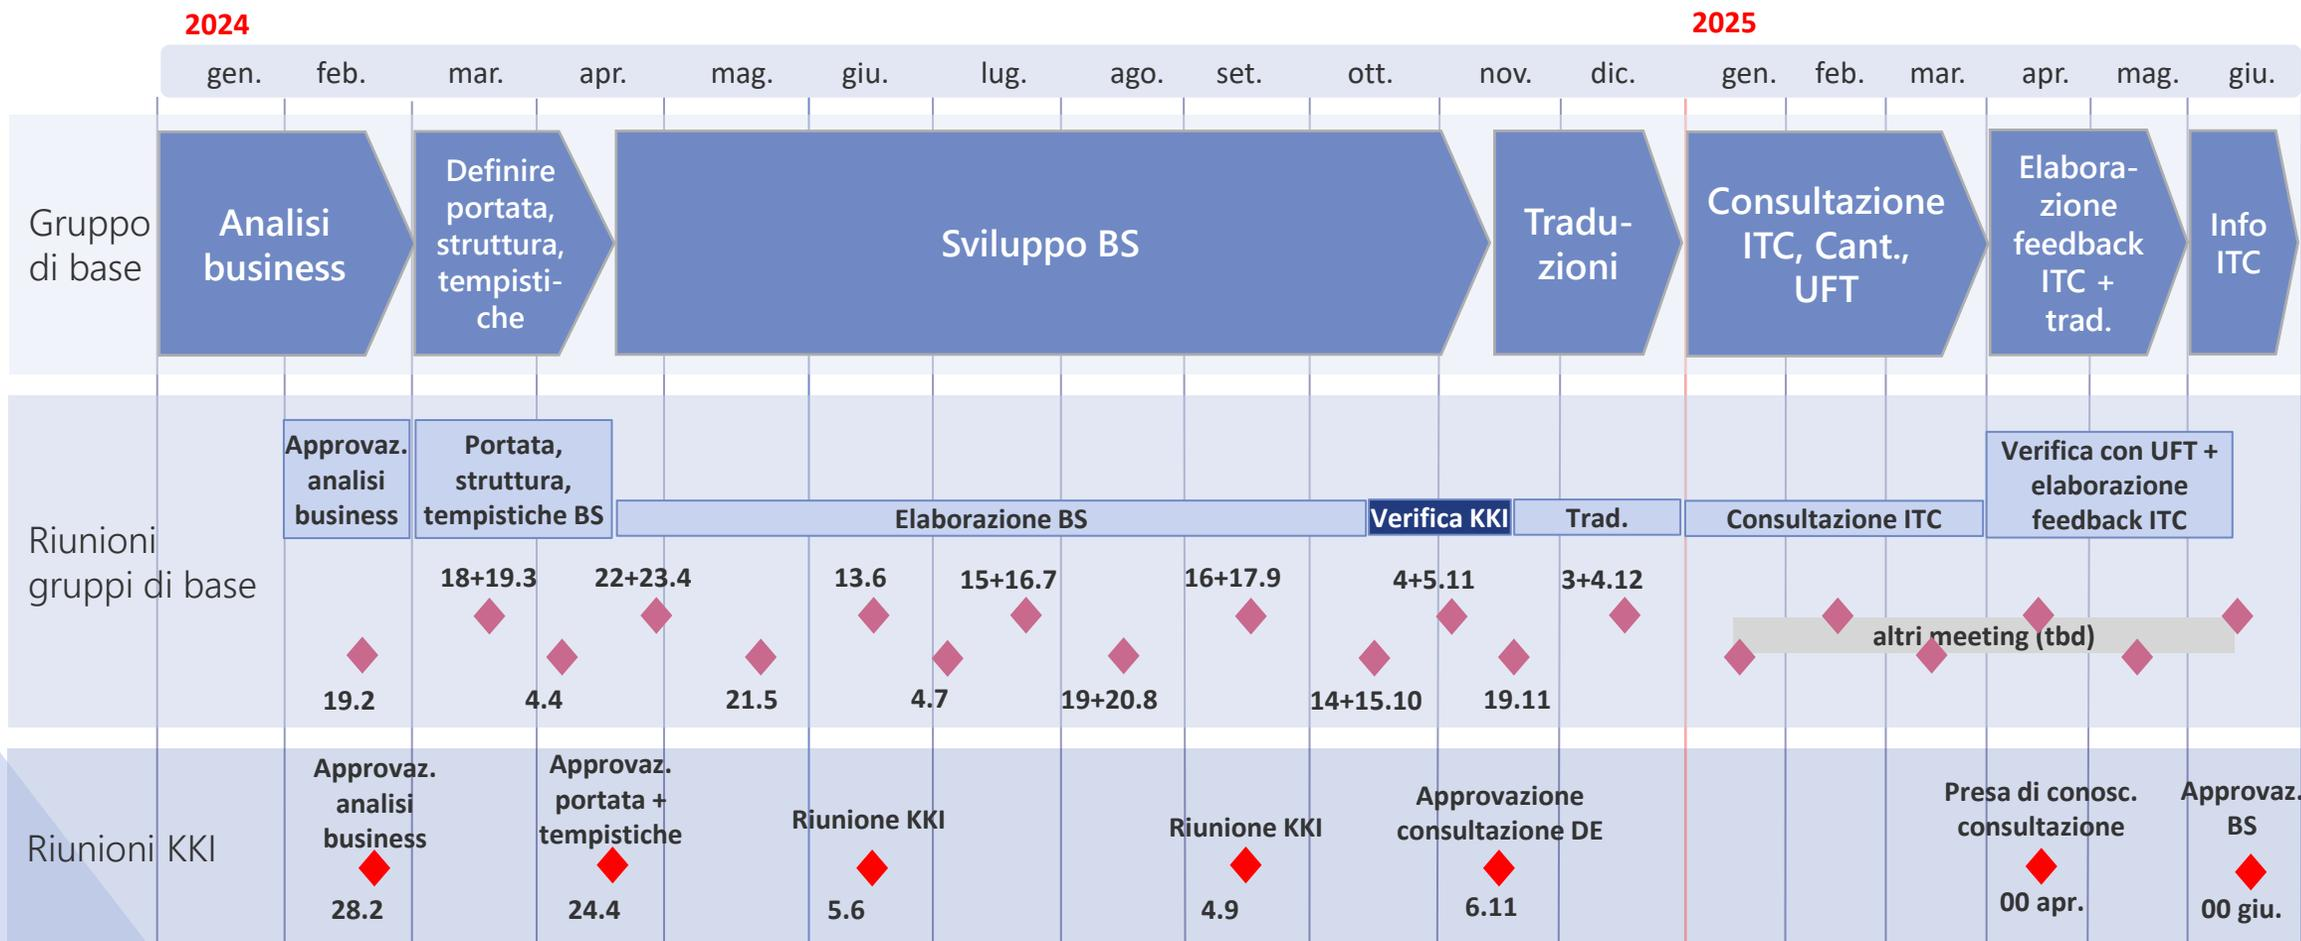 2024
2025
gen. feb. mar. apr. mag. giu. lug. ago. set. ott. nov. dic. gen. feb. mar. apr. mag. giu.
Gruppo
di base
Analisi
business
Definire
portata,
struttura,
tempisti-
che
Sviluppo BS
Tradu-
zioni
Consultazione
ITC, Cant.,
UFT
Elabora-
zione
feedback
ITC +
trad.
Info
ITC
Riunioni
gruppi di base
Approvaz.
analisi
business
Portata,
struttura,
tempistiche BS
Elaborazione BS
Verifica KKI
Trad.
Consultazione ITC
Verifica con UFT +
elaborazione
feedback ITC
18+19.3
22+23.4
13.6
15+16.7
16+17.9
4+5.11
3+4.12
altri meeting (tbd)
19.2
4.4
21.5
4.7
19+20.8
14+15.10
19.11
Riunioni KKI
Approvaz.
analisi
business
28.2
Approvaz.
portata +
tempistiche
24.4
Riunione KKI
5.6
Riunione KKI
4.9
Approvazione
consultazione DE
6.11
Presa di conosc.
consultazione
00 apr.
Approvaz.
BS
00 giu.